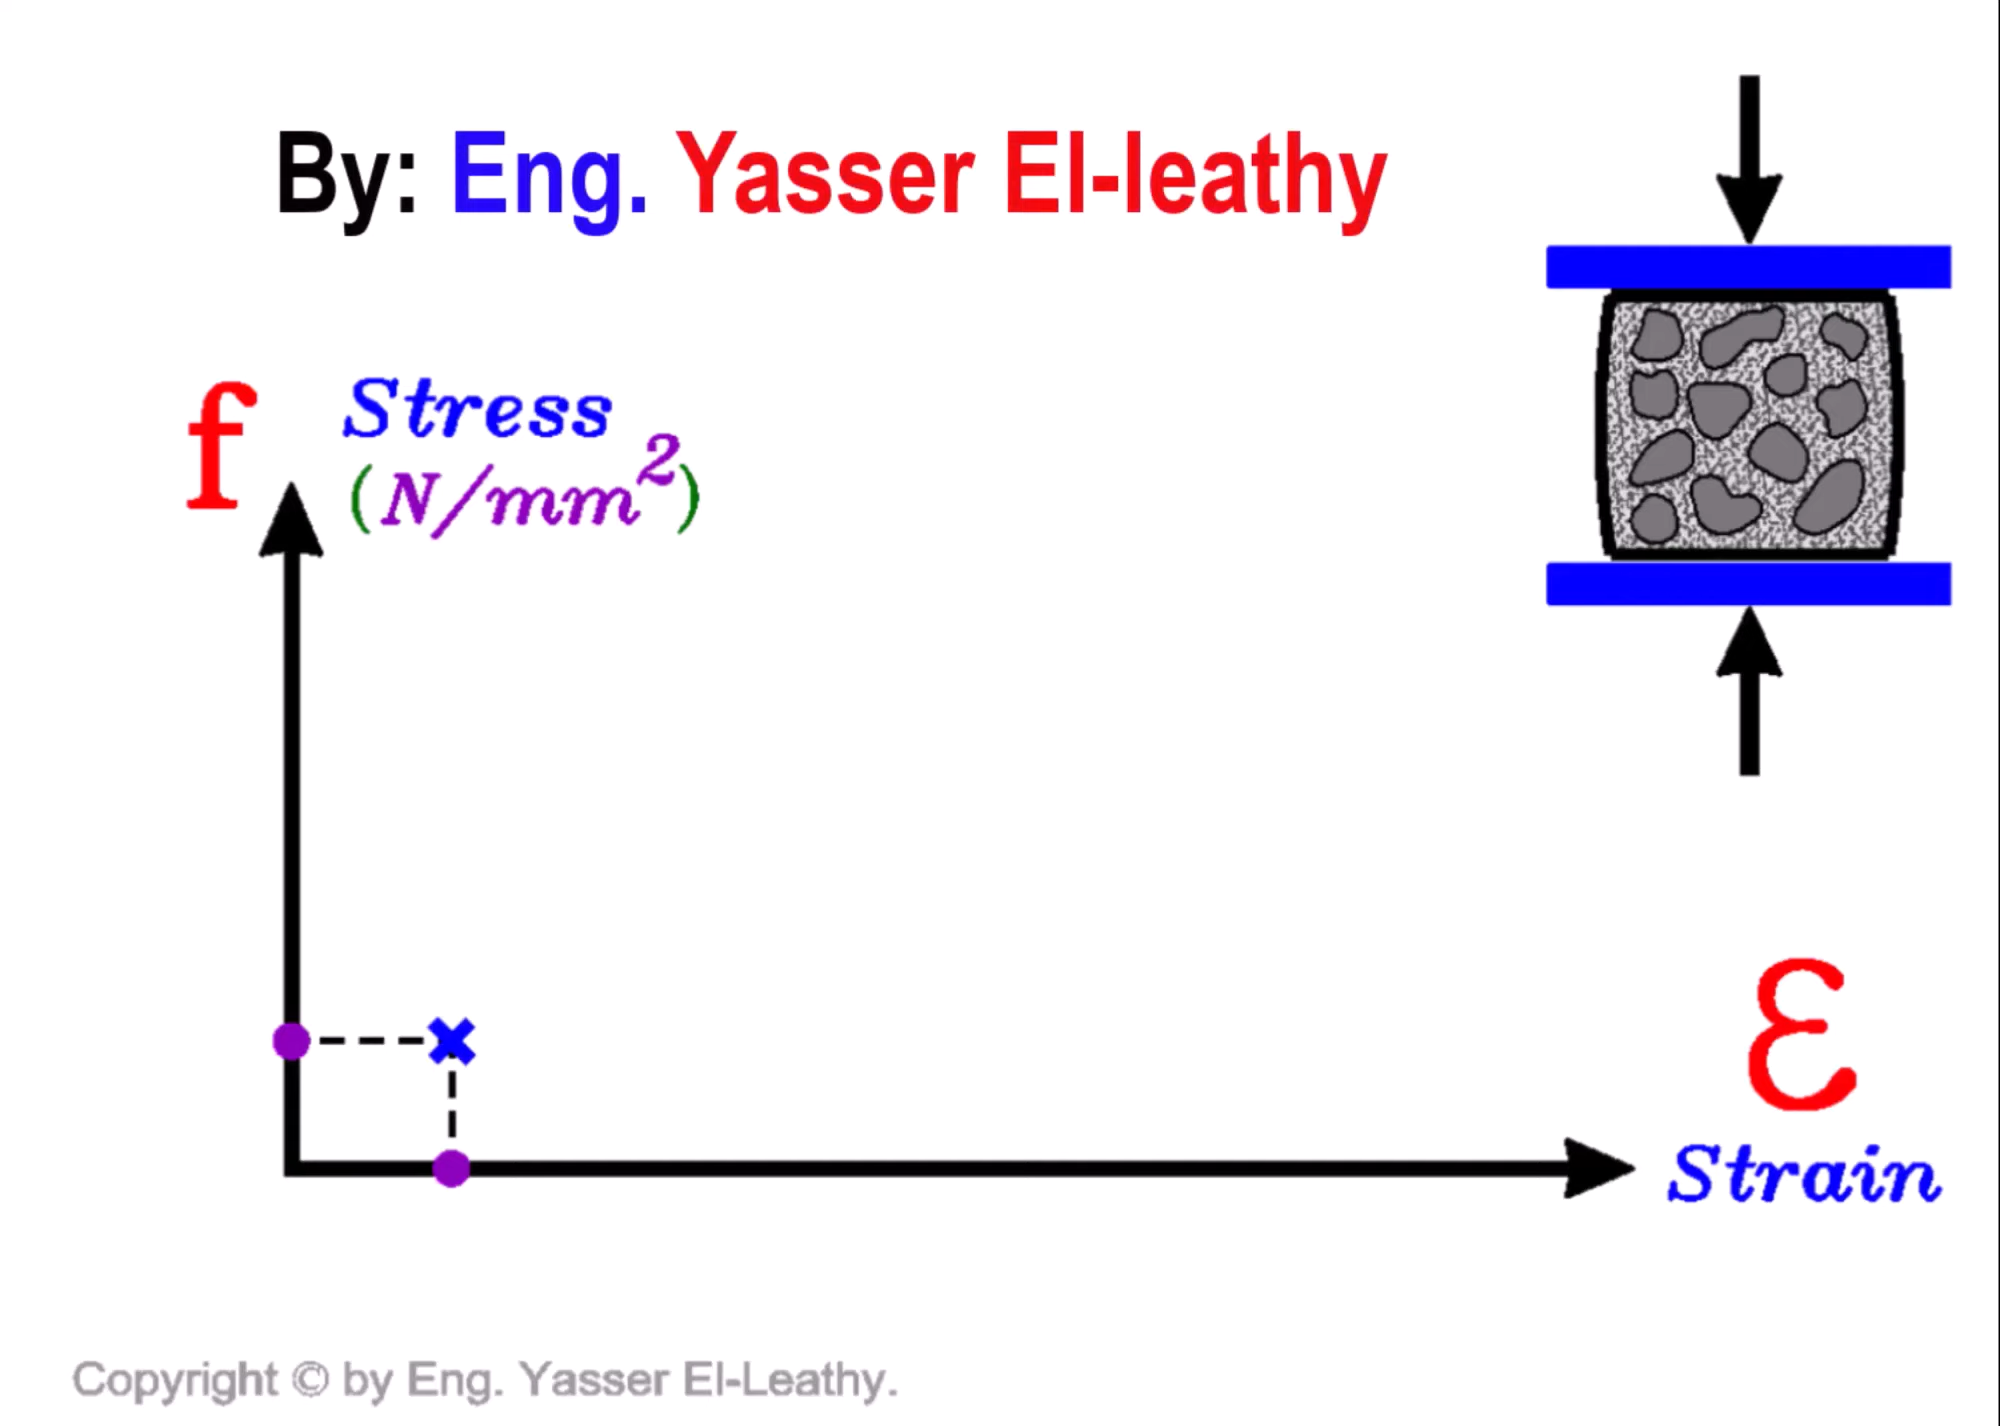 By: Eng. Yasser El-leathy
f
Stress
(N/mm²)
ε
Strain
Copyright © by Eng. Yasser El-Leathy.